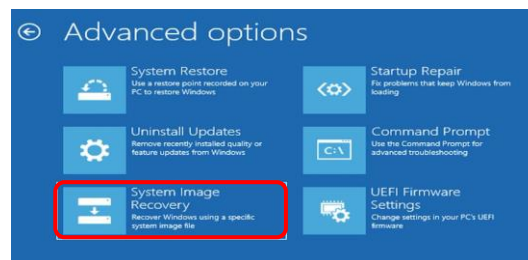 Advanced options
System Restore
Use a restore point recorded on your
PC to restore Windows
Startup Repair
Fix problems that keep Windows from
loading
Uninstall Updates
Remove recently installed quality or
feature updates from Windows
Command Prompt
Use the Command Prompt for
advanced troubleshooting
C:\
System Image
Recovery
Recover Windows using a specific
system image file
UEFI Firmware
Settings
Change settings in your PC's UEFI
firmware